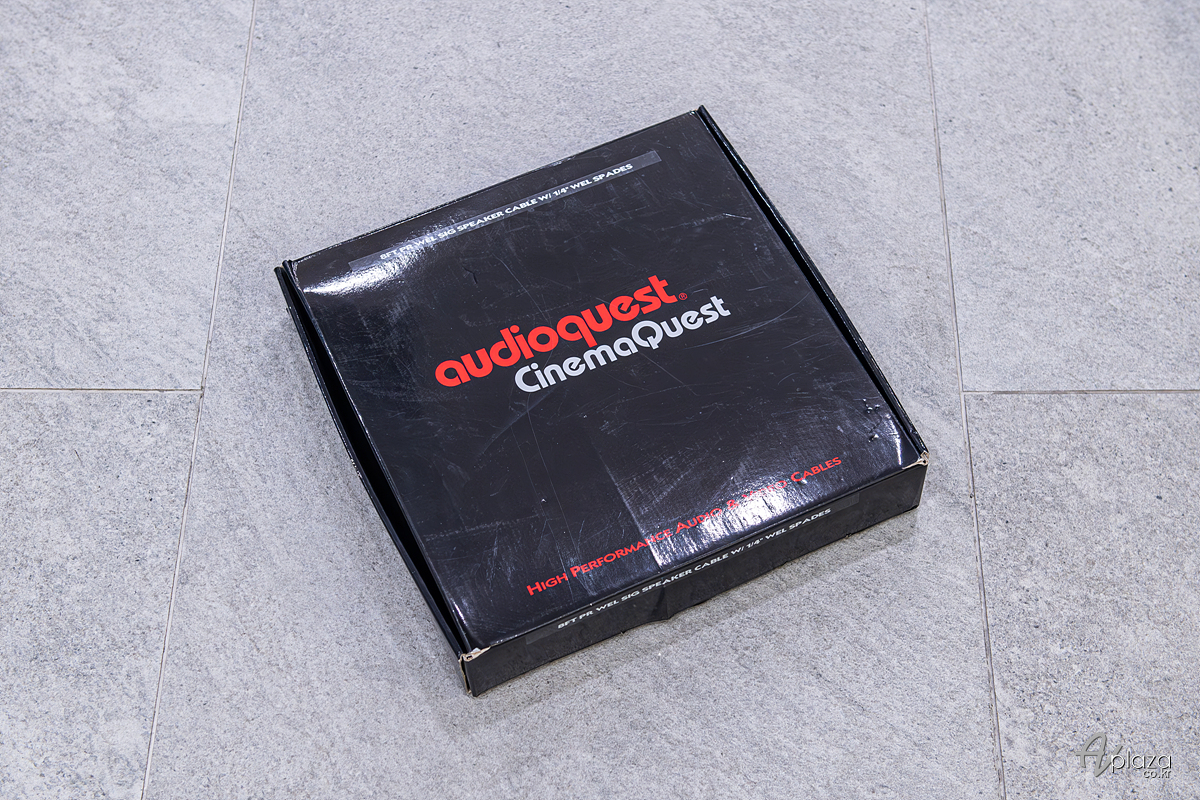 8FT PR WEL SIG SPEAKER CABLE W/ 1/4" WEL SPADES
audioquest®
CinemaQuest
HIGH PERFORMANCE AUDIO & VIDEO CABLES
8FT PR WEL SIG SPEAKER CABLE W/ 1/4" WEL SPADES
AVplaza
co.kr